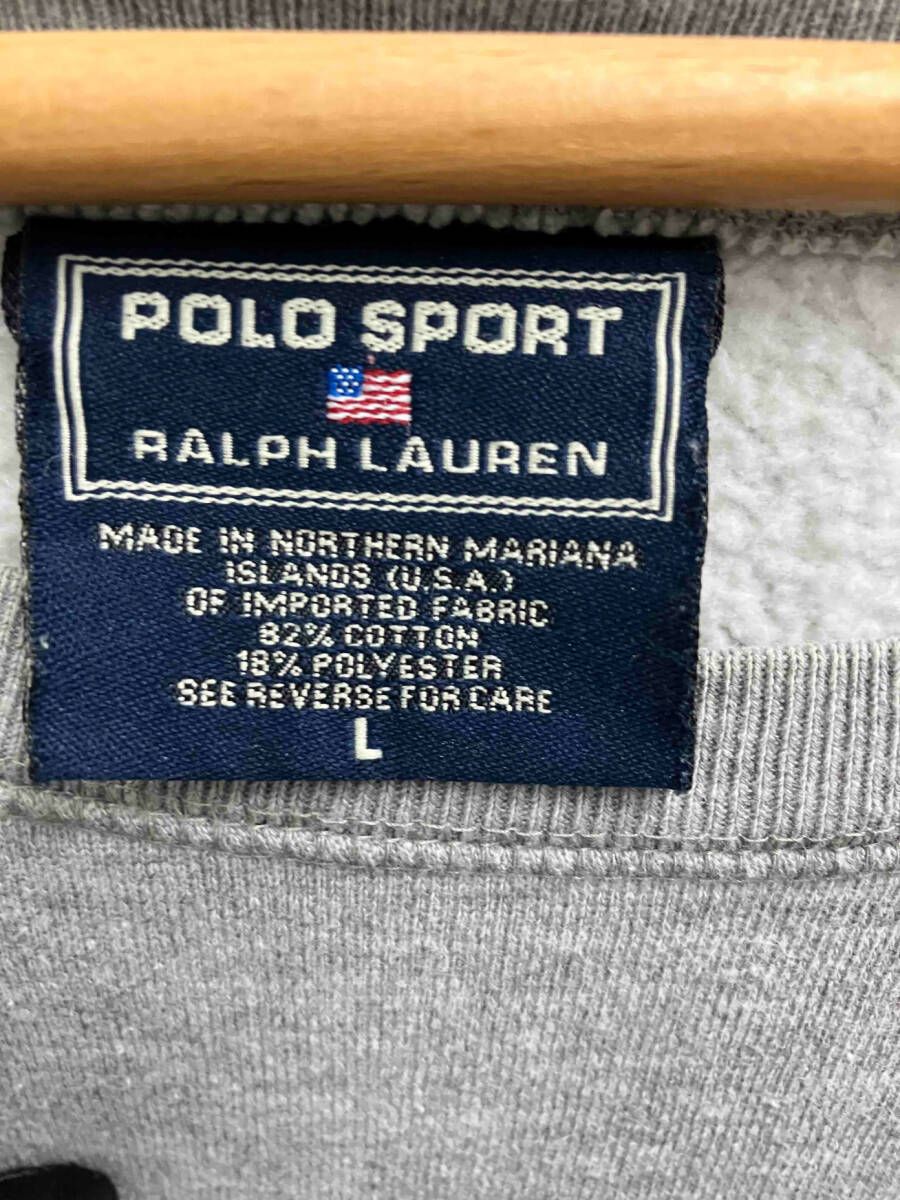 POLO SPORT
RALPH LAUREN
MADE IN NORTHERN MARIANA
ISLANDS (U.S.A.)
OF IMPORTED FABRIC
82% COTTON
18% POLYESTER
SEE REVERSE FOR CARE
L